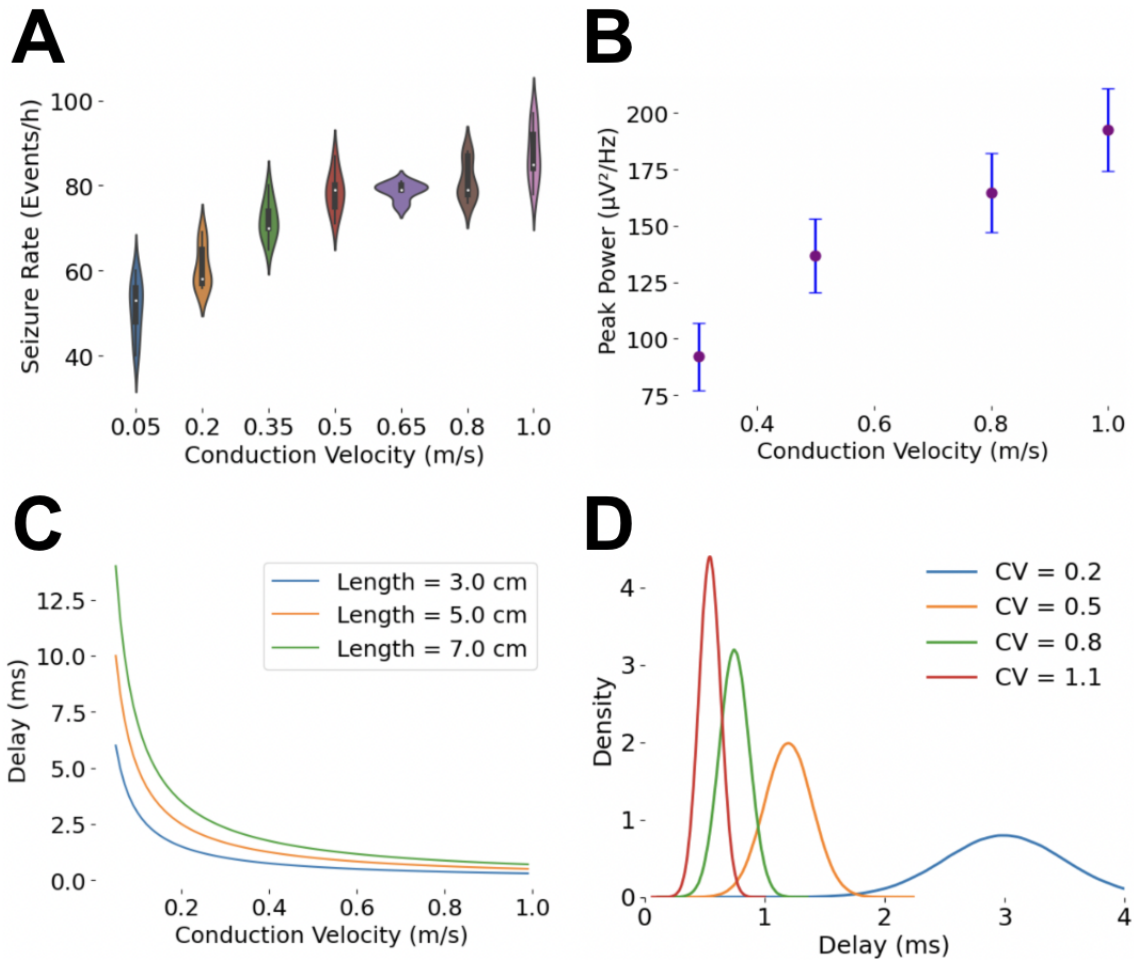 A
Seizure Rate (Events/h)
100
80
60
40
0.05 0.2 0.35 0.5 0.65 0.8 1.0
Conduction Velocity (m/s)
B
Peak Power (µV²/Hz)
200
175
150
125
100
75
0.4 0.6 0.8 1.0
Conduction Velocity (m/s)
C
Delay (ms)
12.5
10.0
7.5
5.0
2.5
0.0
Length = 3.0 cm
Length = 5.0 cm
Length = 7.0 cm
0.2 0.4 0.6 0.8 1.0
Conduction Velocity (m/s)
D
Density
4
3
2
1
0
CV = 0.2
CV = 0.5
CV = 0.8
CV = 1.1
0 1 2 3 4
Delay (ms)